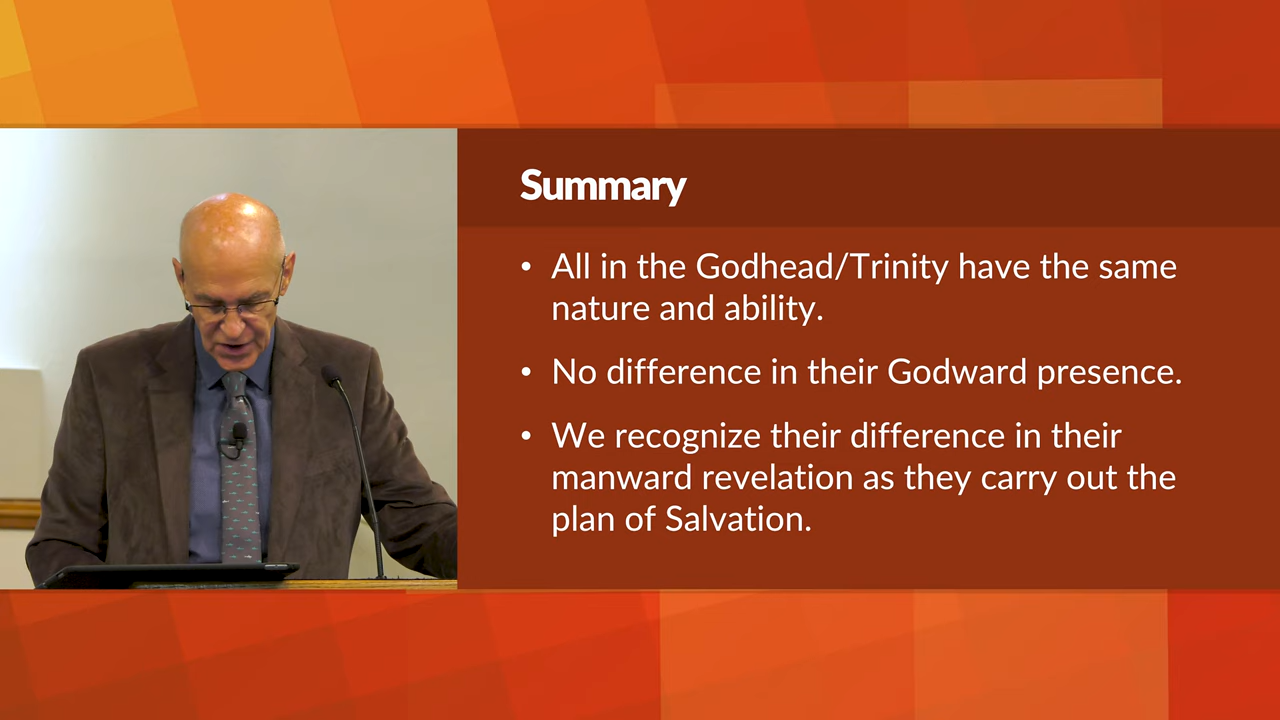 Summary
• All in the Godhead/Trinity have the same
nature and ability.
• No difference in their Godward presence.
• We recognize their difference in their
manward revelation as they carry out the
plan of Salvation.